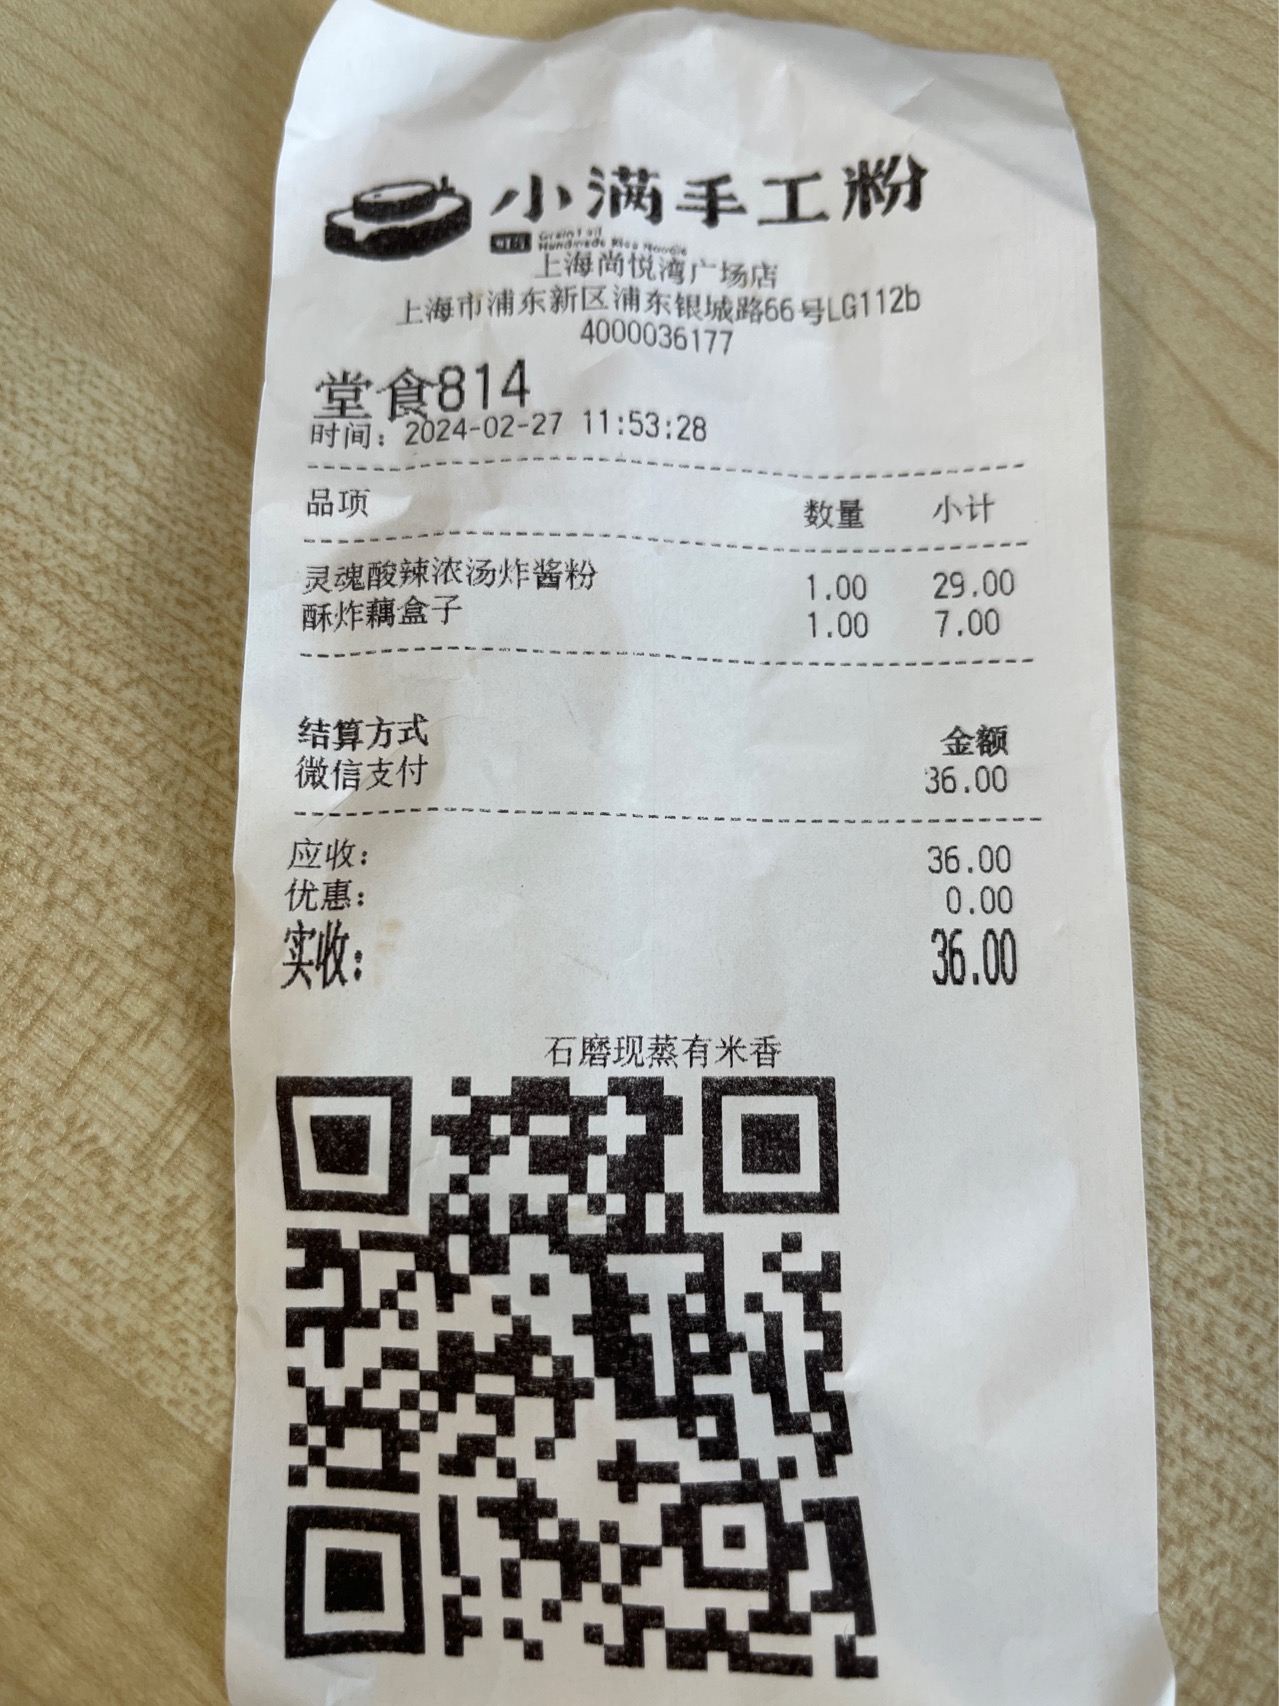 小满手工粉
Grain Full
Handmade Rice Noodle
上海尚悦湾广场店
上海市浦东新区浦东银城路66号LG112b
4000036177
堂食814
时间：2024-02-27 11:53:28
品项 数量 小计
灵魂酸辣浓汤炸酱粉 1.00 29.00
酥炸藕盒子 1.00 7.00
结算方式 金额
微信支付 36.00
应收： 36.00
优惠： 0.00
实收： 36.00
石磨现蒸有米香